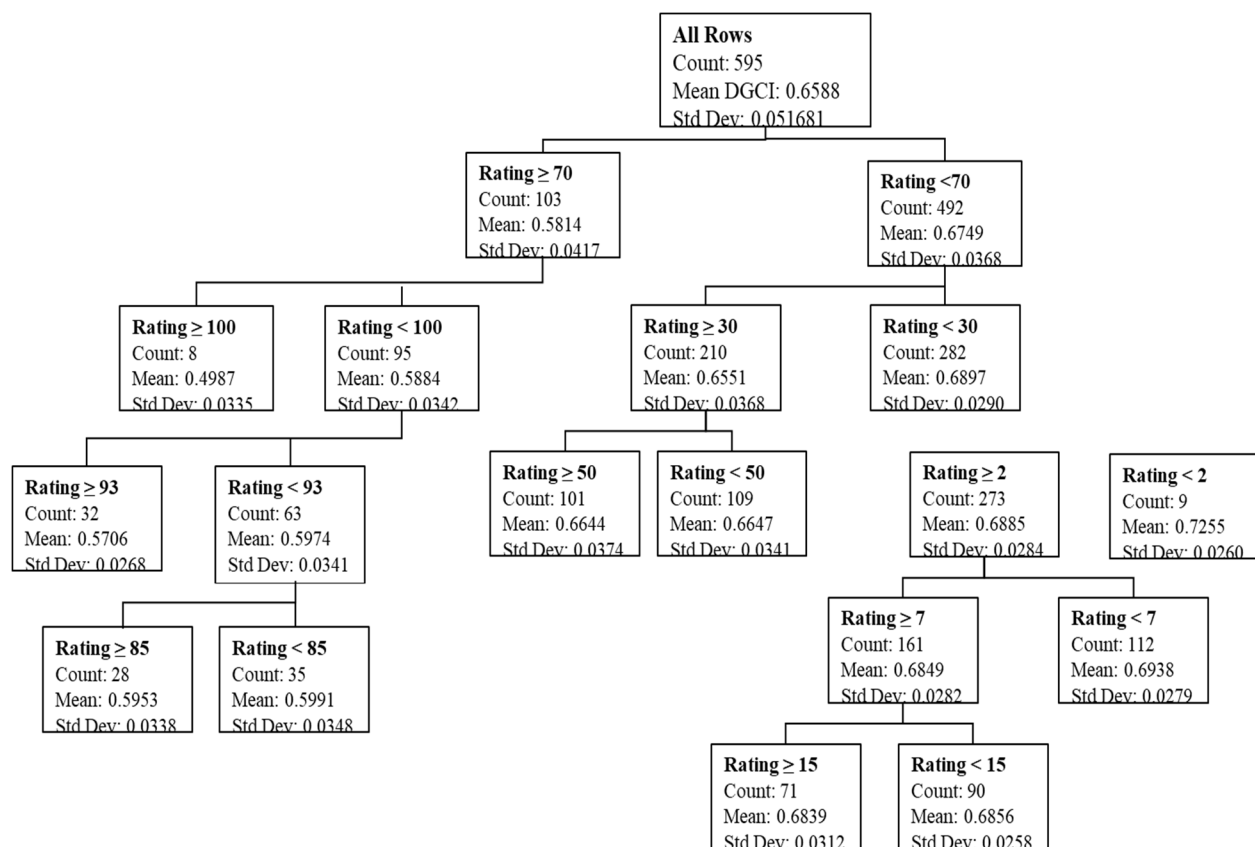 All Rows
Count: 595
Mean DGCI: 0.6588
Std Dev: 0.051681
Rating ≥ 70
Count: 103
Mean: 0.5814
Std Dev: 0.0417
Rating <70
Count: 492
Mean: 0.6749
Std Dev: 0.0368
Rating ≥ 100
Count: 8
Mean: 0.4987
Std Dev: 0.0335
Rating < 100
Count: 95
Mean: 0.5884
Std Dev: 0.0342
Rating ≥ 30
Count: 210
Mean: 0.6551
Std Dev: 0.0368
Rating < 30
Count: 282
Mean: 0.6897
Std Dev: 0.0290
Rating ≥ 93
Count: 32
Mean: 0.5706
Std Dev: 0.0268
Rating < 93
Count: 63
Mean: 0.5974
Std Dev: 0.0341
Rating ≥ 50
Count: 101
Mean: 0.6644
Std Dev: 0.0374
Rating < 50
Count: 109
Mean: 0.6647
Std Dev: 0.0341
Rating ≥ 2
Count: 273
Mean: 0.6885
Std Dev: 0.0284
Rating < 2
Count: 9
Mean: 0.7255
Std Dev: 0.0260
Rating ≥ 85
Count: 28
Mean: 0.5953
Std Dev: 0.0338
Rating < 85
Count: 35
Mean: 0.5991
Std Dev: 0.0348
Rating ≥ 7
Count: 161
Mean: 0.6849
Std Dev: 0.0282
Rating < 7
Count: 112
Mean: 0.6938
Std Dev: 0.0279
Rating ≥ 15
Count: 71
Mean: 0.6839
Std Dev: 0.0312
Rating < 15
Count: 90
Mean: 0.6856
Std Dev: 0.0258